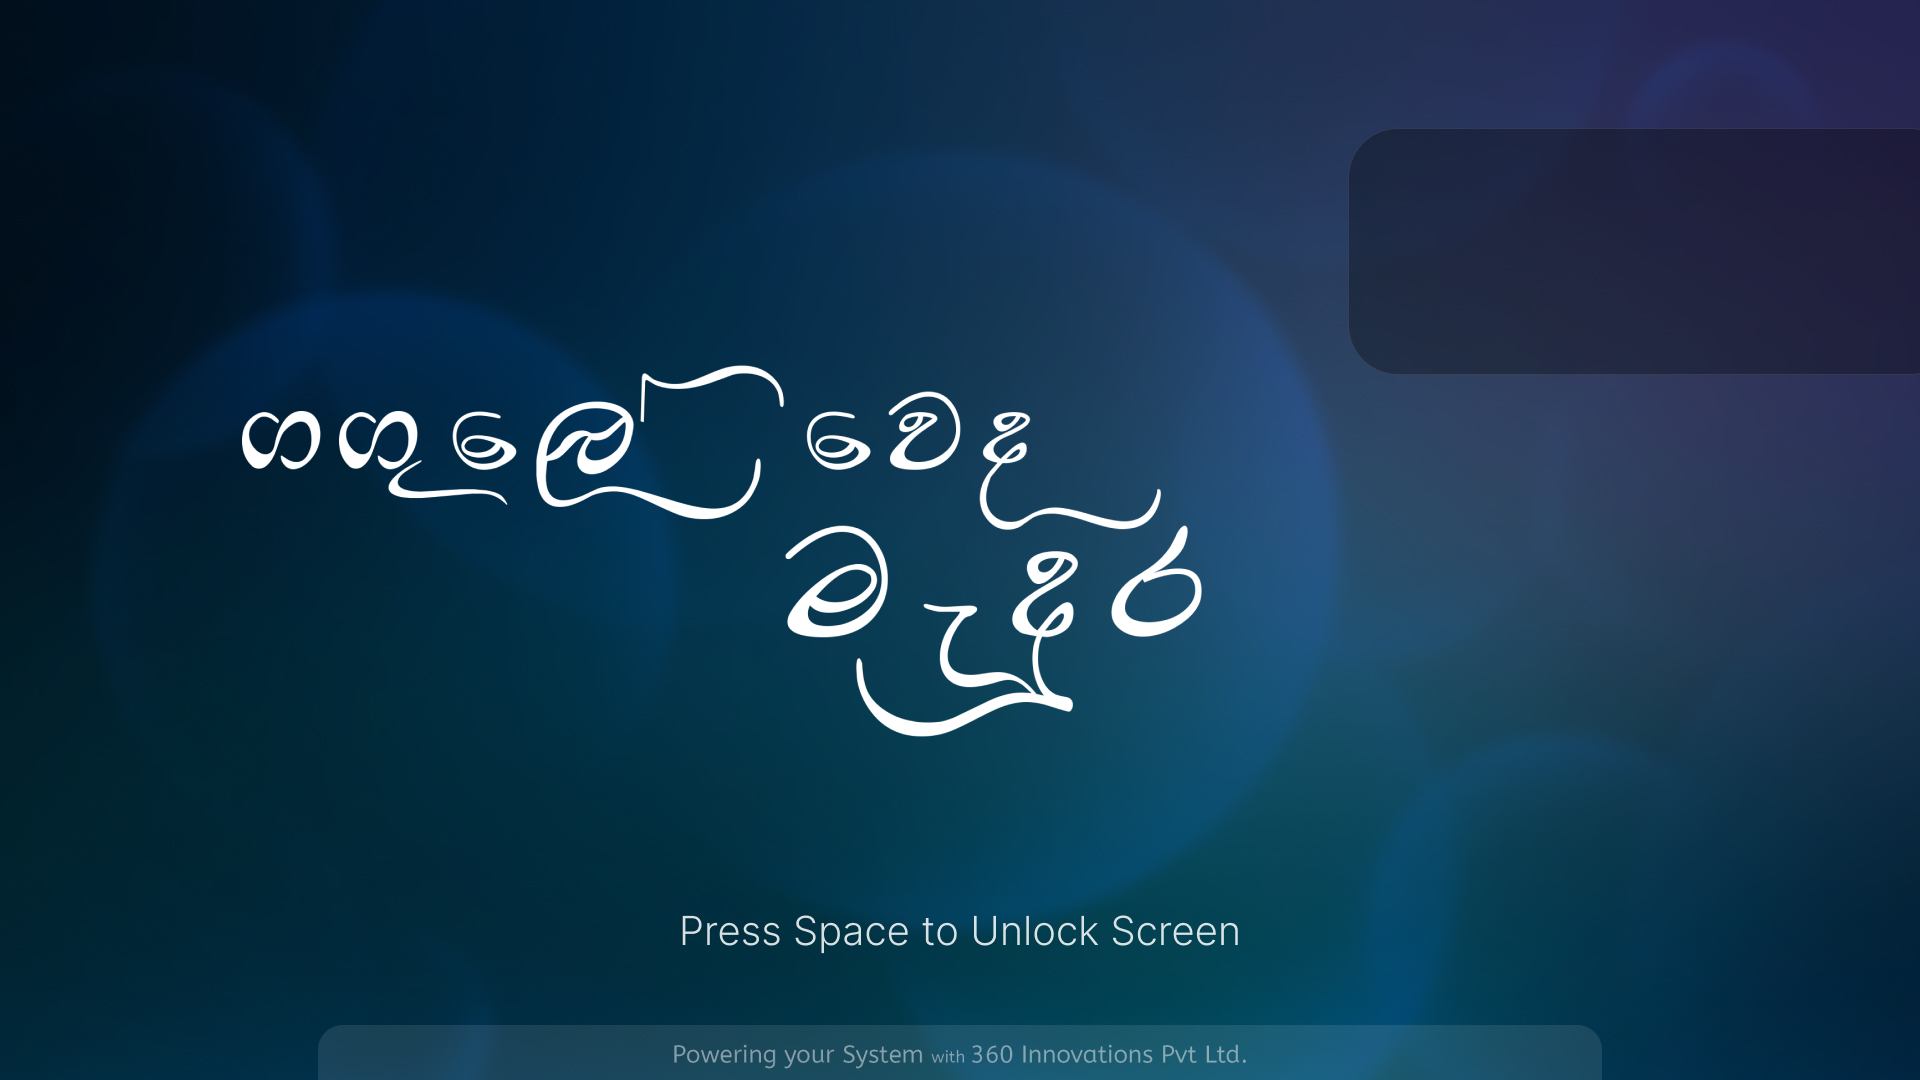 ගගුලේ වෙද
මැදුර
Press Space to Unlock Screen
Powering your System with 360 Innovations Pvt Ltd.